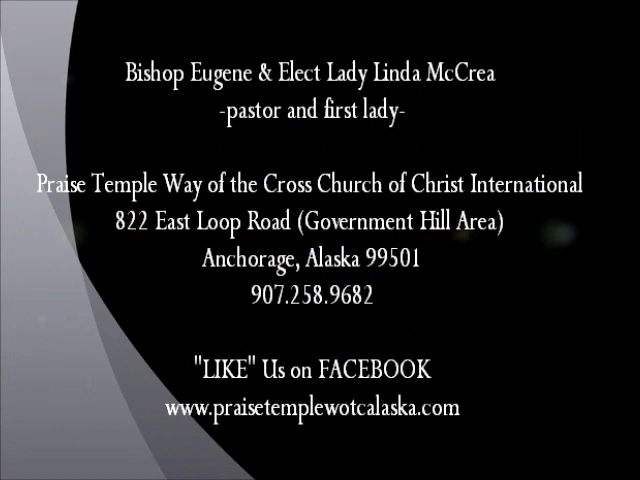 Bishop Eugene & Elect Lady Linda McCrea
-pastor and first lady-
Praise Temple Way of the Cross Church of Christ International
822 East Loop Road (Government Hill Area)
Anchorage, Alaska 99501
907.258.9682
"LIKE" Us on FACEBOOK
www.praisetemplewotcalaska.com